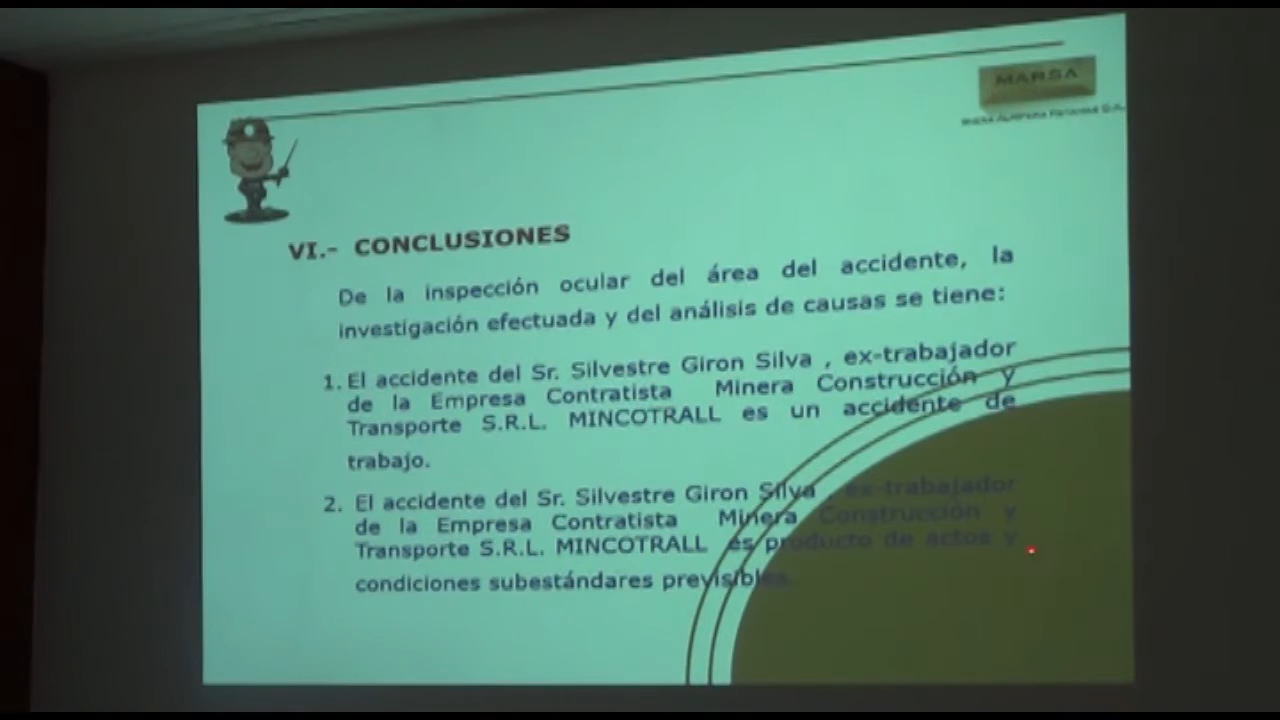 MARSA
VI.- CONCLUSIONES
De la inspección ocular del área del accidente, la
investigación efectuada y del análisis de causas se tiene:
1. El accidente del Sr. Silvestre Giron Silva , ex-trabajador
de la Empresa Contratista Minera Construcción y
Transporte S.R.L. MINCOTRALL es un accidente de
trabajo.
2. El accidente del Sr. Silvestre Giron Silva , ex-trabajador
de la Empresa Contratista Minera Construcción y
Transporte S.R.L. MINCOTRALL es producto de actos y
condiciones subestándares previsibles.